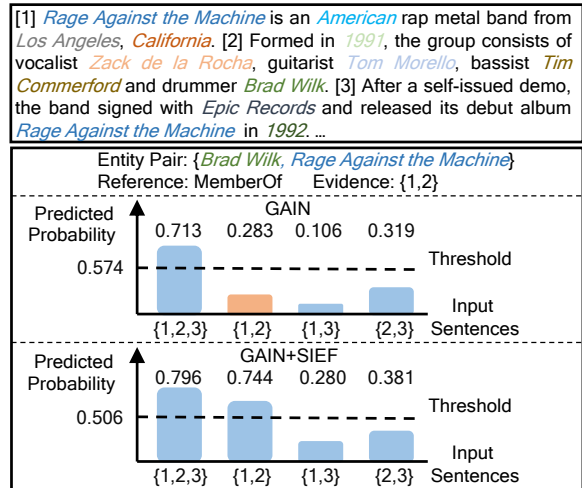 [1] Rage Against the Machine is an American rap metal band from
Los Angeles, California. [2] Formed in 1991, the group consists of
vocalist Zack de la Rocha, guitarist Tom Morello, bassist Tim
Commerford and drummer Brad Wilk. [3] After a self-issued demo,
the band signed with Epic Records and released its debut album
Rage Against the Machine in 1992. ...
Entity Pair: {Brad Wilk, Rage Against the Machine}
Reference: MemberOf Evidence: {1,2}
GAIN
Predicted
Probability
0.713 0.283 0.106 0.319
0.574
Threshold
Input
Sentences
{1,2,3} {1,2} {1,3} {2,3}
GAIN+SIEF
Predicted
Probability
0.796 0.744 0.280 0.381
0.506
Threshold
Input
Sentences
{1,2,3} {1,2} {1,3} {2,3}